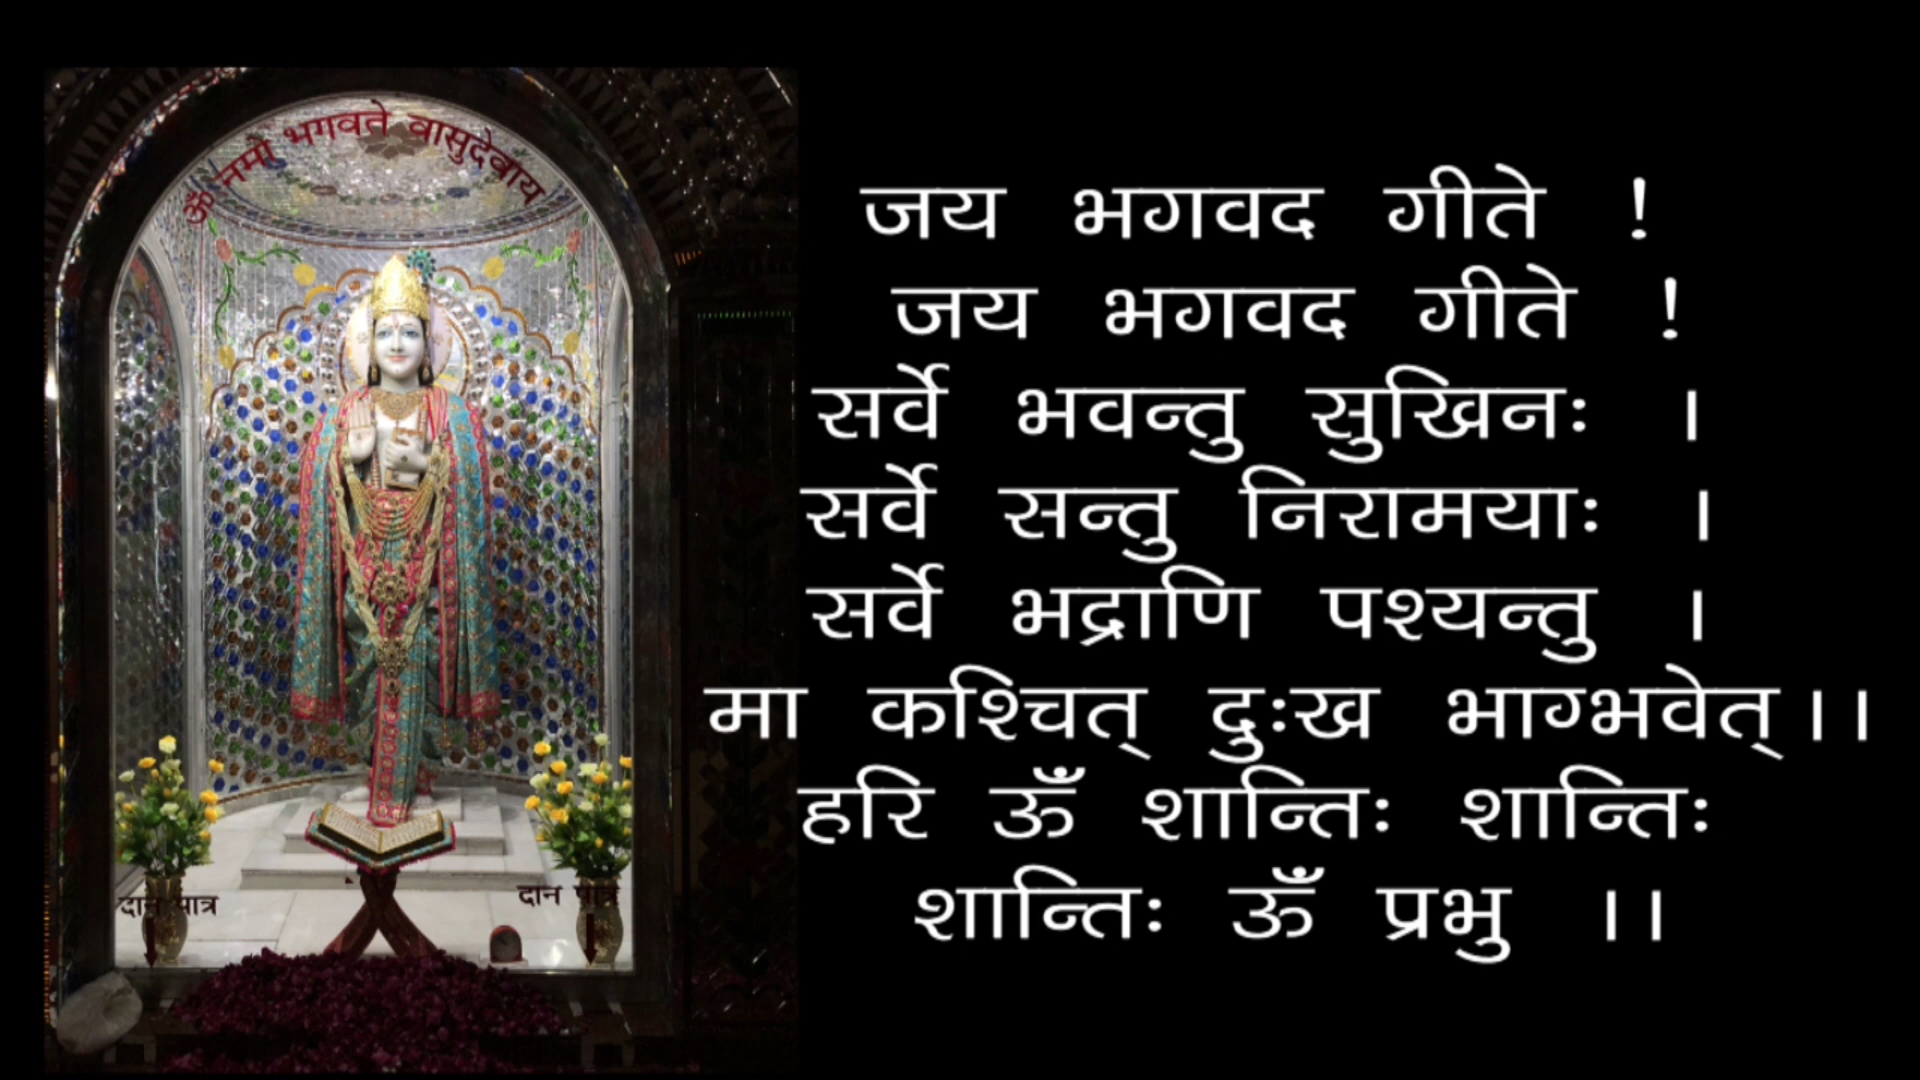 ॐ नमो भगवते वासुदेवाय
दान पात्र
दान पात्र
जय भगवद गीते !
जय भगवद गीते !
सर्वे भवन्तु सुखिनः ।
सर्वे सन्तु निरामयाः ।
सर्वे भद्राणि पश्यन्तु ।
मा कश्चित् दुःख भाग्भवेत्।।
हरि ऊँ शान्तिः शान्तिः
शान्तिः ऊँ प्रभु ।।